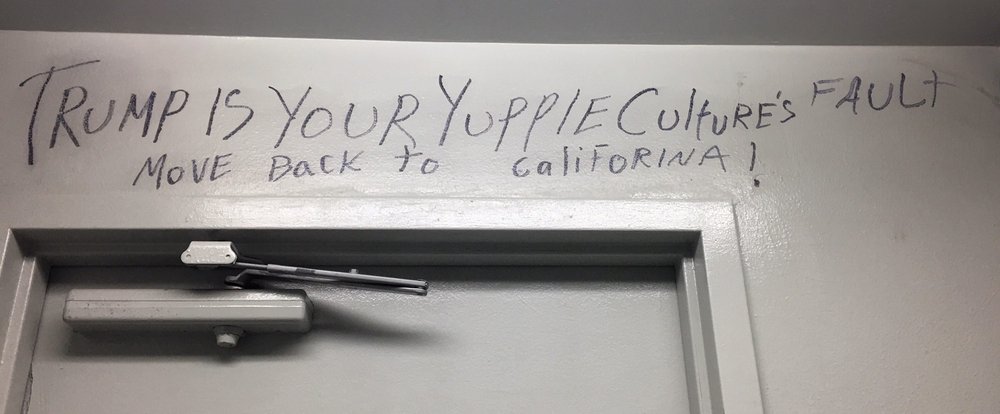 TRUMP IS YOUR YUPPIE CULTURE'S FAULT
MOVE BACK to CaliFORINA!